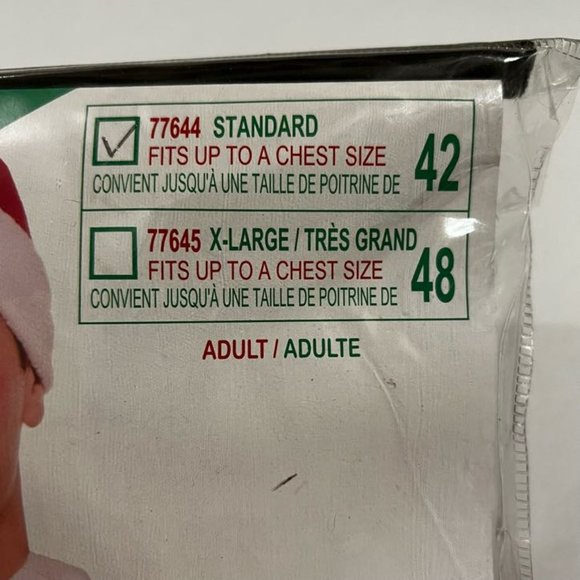 77644 STANDARD
FITS UP TO A CHEST SIZE 42
CONVIENT JUSQU'À UNE TAILLE DE POITRINE DE
77645 X-LARGE / TRÈS GRAND
FITS UP TO A CHEST SIZE 48
CONVIENT JUSQU'À UNE TAILLE DE POITRINE DE
ADULT / ADULTE